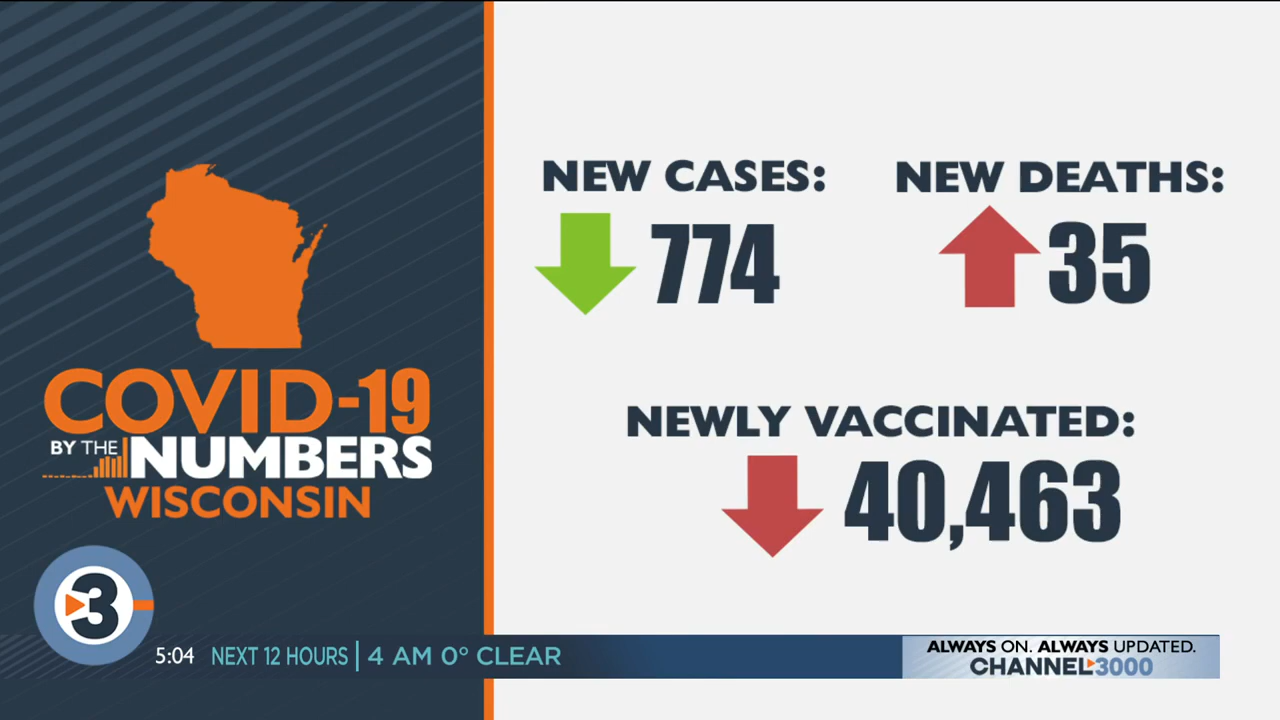 COVID-19
BY THE NUMBERS
WISCONSIN
NEW CASES:
774
NEW DEATHS:
35
NEWLY VACCINATED:
40,463
3
5:04 NEXT 12 HOURS | 4 AM 0° CLEAR
ALWAYS ON. ALWAYS UPDATED.
CHANNEL3000